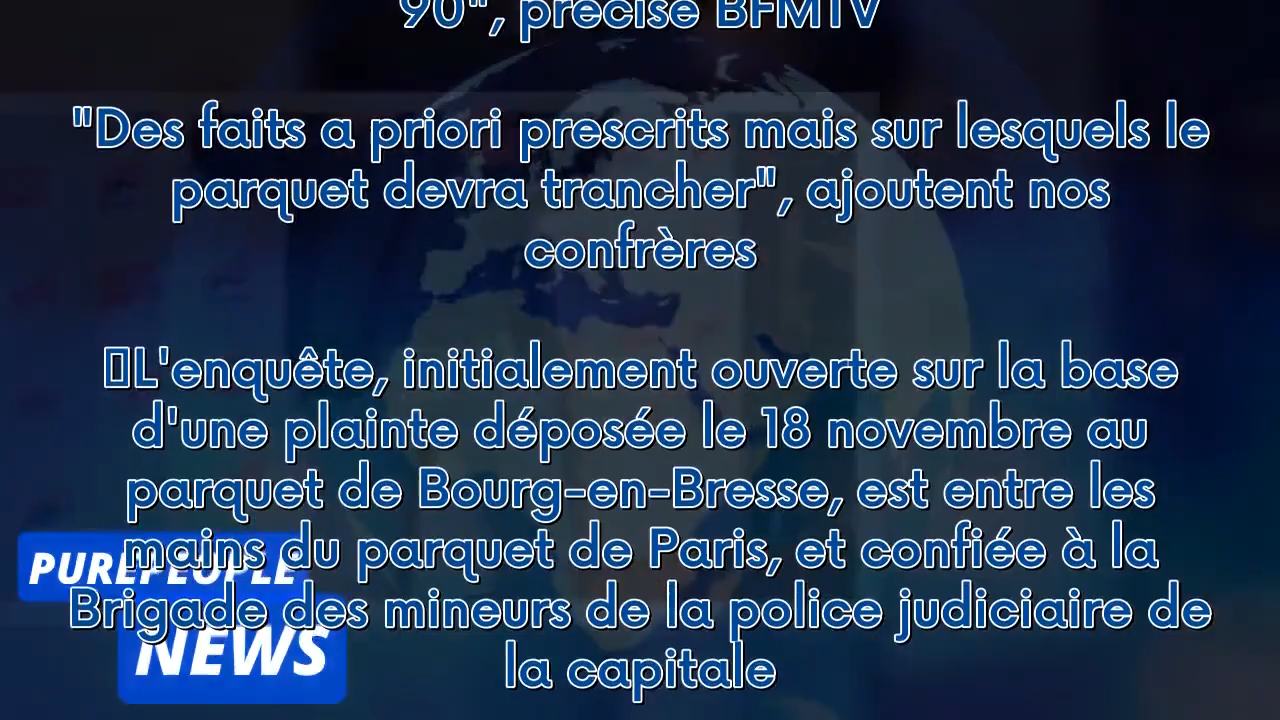 90", précise BFMTV
"Des faits a priori prescrits mais sur lesquels le
parquet devra trancher", ajoutent nos
confrères
L'enquête, initialement ouverte sur la base
d'une plainte déposée le 18 novembre au
parquet de Bourg-en-Bresse, est entre les
mains du parquet de Paris, et confiée à la
Brigade des mineurs de la police judiciaire de
la capitale
PUREPEOPLE
NEWS